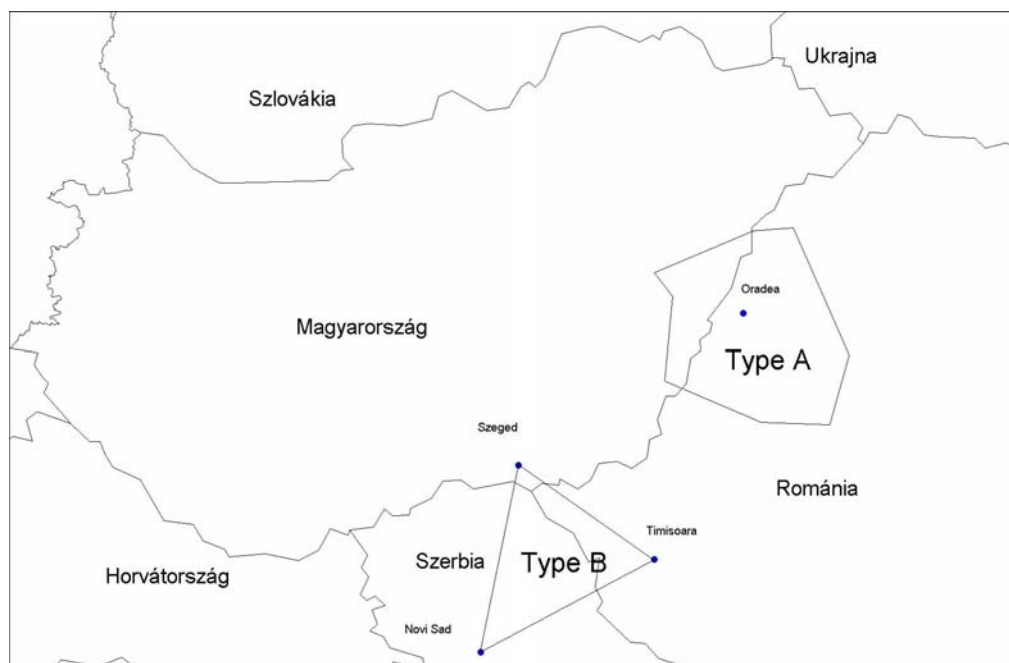 Ukrajna
Szlovákia
Oradea
Magyarország
Type A
Szeged
Románia
Timisoara
Szerbia
Type B
Horvátország
Novi Sad